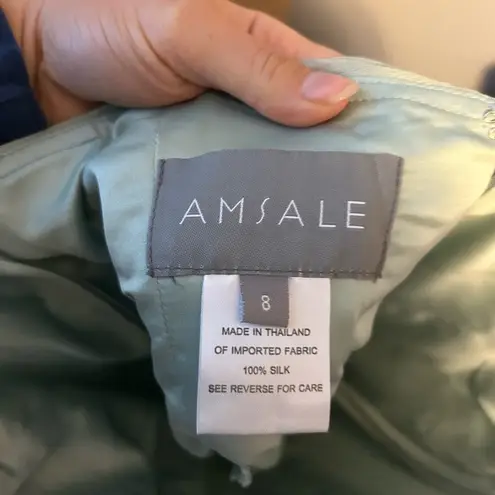 AMSALE
8
MADE IN THAILAND
OF IMPORTED FABRIC
100% SILK
SEE REVERSE FOR CARE